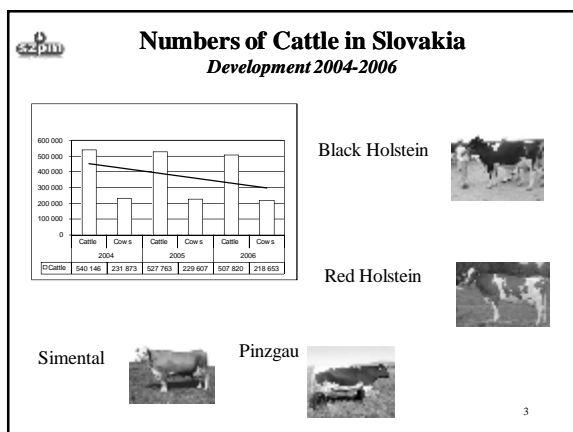 szpm
Numbers of Cattle in Slovakia
Development 2004-2006
600 000
500 000
400 000
300 000
200 000
100 000
0
Cattle Cows Cattle Cows Cattle Cows
2004 2005 2006
Cattle 540 146 231 873 527 763 229 607 507 820 218 653
Black Holstein
Red Holstein
Simental
Pinzgau
3